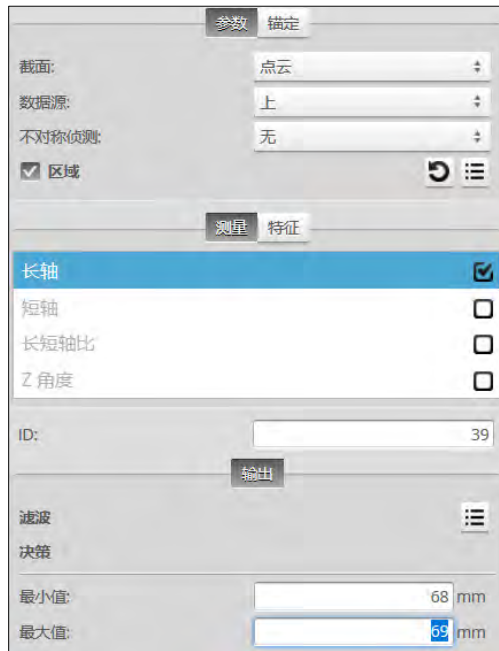 参数 锚定
截面: 点云
数据源: 上
不对称侦测: 无
区域
测量 特征
长轴
短轴
长短轴比
Z 角度
ID: 39
输出
滤波
决策
最小值: 68 mm
最大值: 69 mm